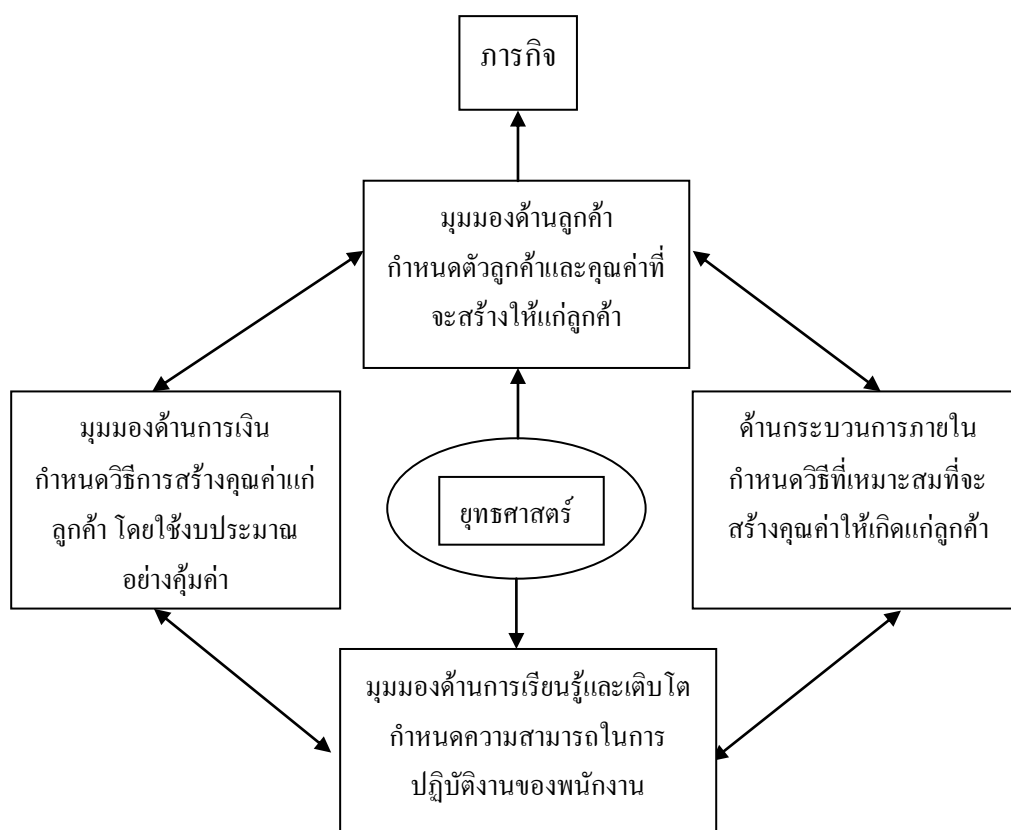 ภารกิจ
มุมมองด้านลูกค้า
กำหนดตัวลูกค้าและคุณค่าที่
จะสร้างให้แก่ลูกค้า
มุมมองด้านการเงิน
กำหนดวิธีการสร้างคุณค่าแก่
ลูกค้า โดยใช้งบประมาณ
อย่างคุ้มค่า
ยุทธศาสตร์
ด้านกระบวนการภายใน
กำหนดวิธีที่เหมาะสมที่จะ
สร้างคุณค่าให้เกิดแก่ลูกค้า
มุมมองด้านการเรียนรู้และเติบโต
กำหนดความสามารถในการ
ปฏิบัติงานของพนักงาน